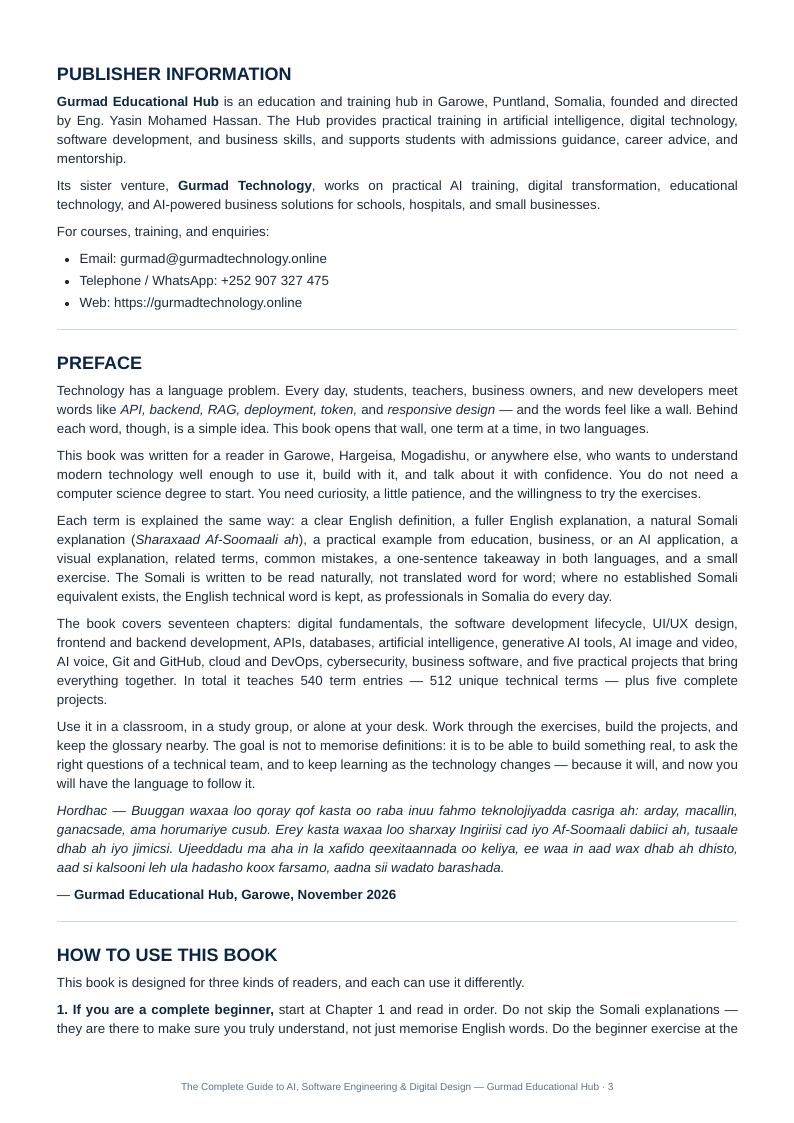 PUBLISHER INFORMATION
Gurmad Educational Hub is an education and training hub in Garowe, Puntland, Somalia, founded and directed
by Eng. Yasin Mohamed Hassan. The Hub provides practical training in artificial intelligence, digital technology,
software development, and business skills, and supports students with admissions guidance, career advice, and
mentorship.
Its sister venture, Gurmad Technology, works on practical AI training, digital transformation, educational
technology, and AI-powered business solutions for schools, hospitals, and small businesses.
For courses, training, and enquiries:
• Email: gurmad@gurmadtechnology.online
• Telephone / WhatsApp: +252 907 327 475
• Web: https://gurmadtechnology.online
PREFACE
Technology has a language problem. Every day, students, teachers, business owners, and new developers meet
words like API, backend, RAG, deployment, token, and responsive design — and the words feel like a wall. Behind
each word, though, is a simple idea. This book opens that wall, one term at a time, in two languages.
This book was written for a reader in Garowe, Hargeisa, Mogadishu, or anywhere else, who wants to understand
modern technology well enough to use it, build with it, and talk about it with confidence. You do not need a
computer science degree to start. You need curiosity, a little patience, and the willingness to try the exercises.
Each term is explained the same way: a clear English definition, a fuller English explanation, a natural Somali
explanation (Sharaxaad Af-Soomaali ah), a practical example from education, business, or an AI application, a
visual explanation, related terms, common mistakes, a one-sentence takeaway in both languages, and a small
exercise. The Somali is written to be read naturally, not translated word for word; where no established Somali
equivalent exists, the English technical word is kept, as professionals in Somalia do every day.
The book covers seventeen chapters: digital fundamentals, the software development lifecycle, UI/UX design,
frontend and backend development, APIs, databases, artificial intelligence, generative AI tools, AI image and video,
AI voice, Git and GitHub, cloud and DevOps, cybersecurity, business software, and five practical projects that bring
everything together. In total it teaches 540 term entries — 512 unique technical terms — plus five complete
projects.
Use it in a classroom, in a study group, or alone at your desk. Work through the exercises, build the projects, and
keep the glossary nearby. The goal is not to memorise definitions: it is to be able to build something real, to ask the
right questions of a technical team, and to keep learning as the technology changes — because it will, and now you
will have the language to follow it.
Hordhac — Buuggan waxaa loo qoray qof kasta oo raba inuu fahmo teknolojiyadda casriga ah: arday, macallin,
ganacsade, ama horumariye cusub. Erey kasta waxaa loo sharxay Ingiriisi cad iyo Af-Soomaali dabiici ah, tusaale
dhab ah iyo jimicsi. Ujeeddadu ma aha in la xafido qeexitaannada oo keliya, ee waa in aad wax dhab ah dhisto,
aad si kalsooni leh ula hadasho koox farsamo, aadna sii wadato barashada.
— Gurmad Educational Hub, Garowe, November 2026
HOW TO USE THIS BOOK
This book is designed for three kinds of readers, and each can use it differently.
1. If you are a complete beginner, start at Chapter 1 and read in order. Do not skip the Somali explanations —
they are there to make sure you truly understand, not just memorise English words. Do the beginner exercise at the
The Complete Guide to AI, Software Engineering & Digital Design — Gurmad Educational Hub · 3